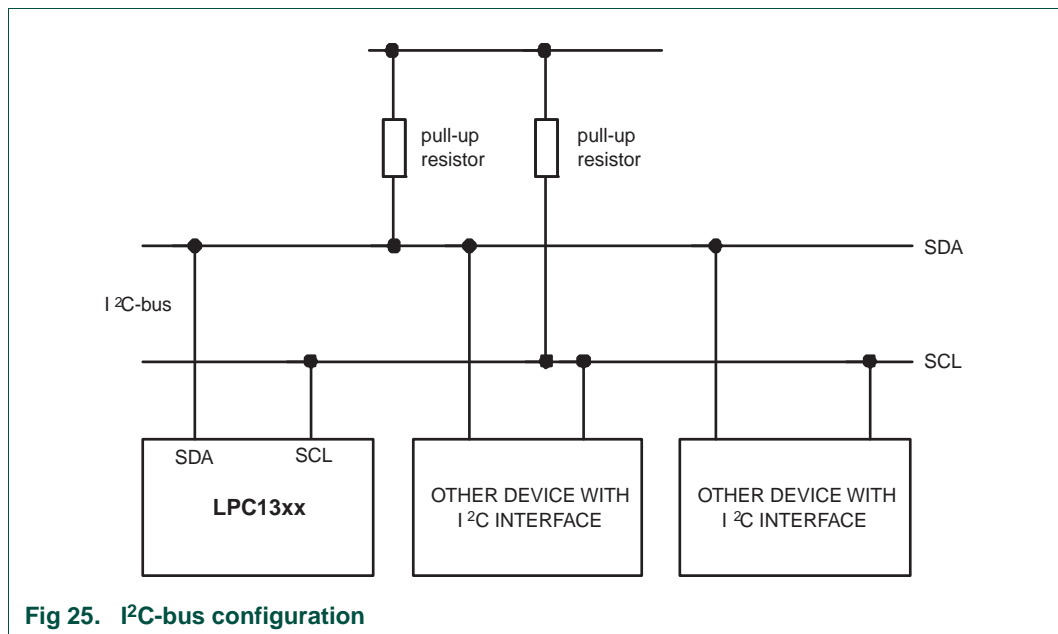 pull-up
resistor
pull-up
resistor
SDA
I ²C-bus
SCL
SDA
SCL
LPC13xx
OTHER DEVICE WITH
I ²C INTERFACE
OTHER DEVICE WITH
I ²C INTERFACE
Fig 25. I²C-bus configuration